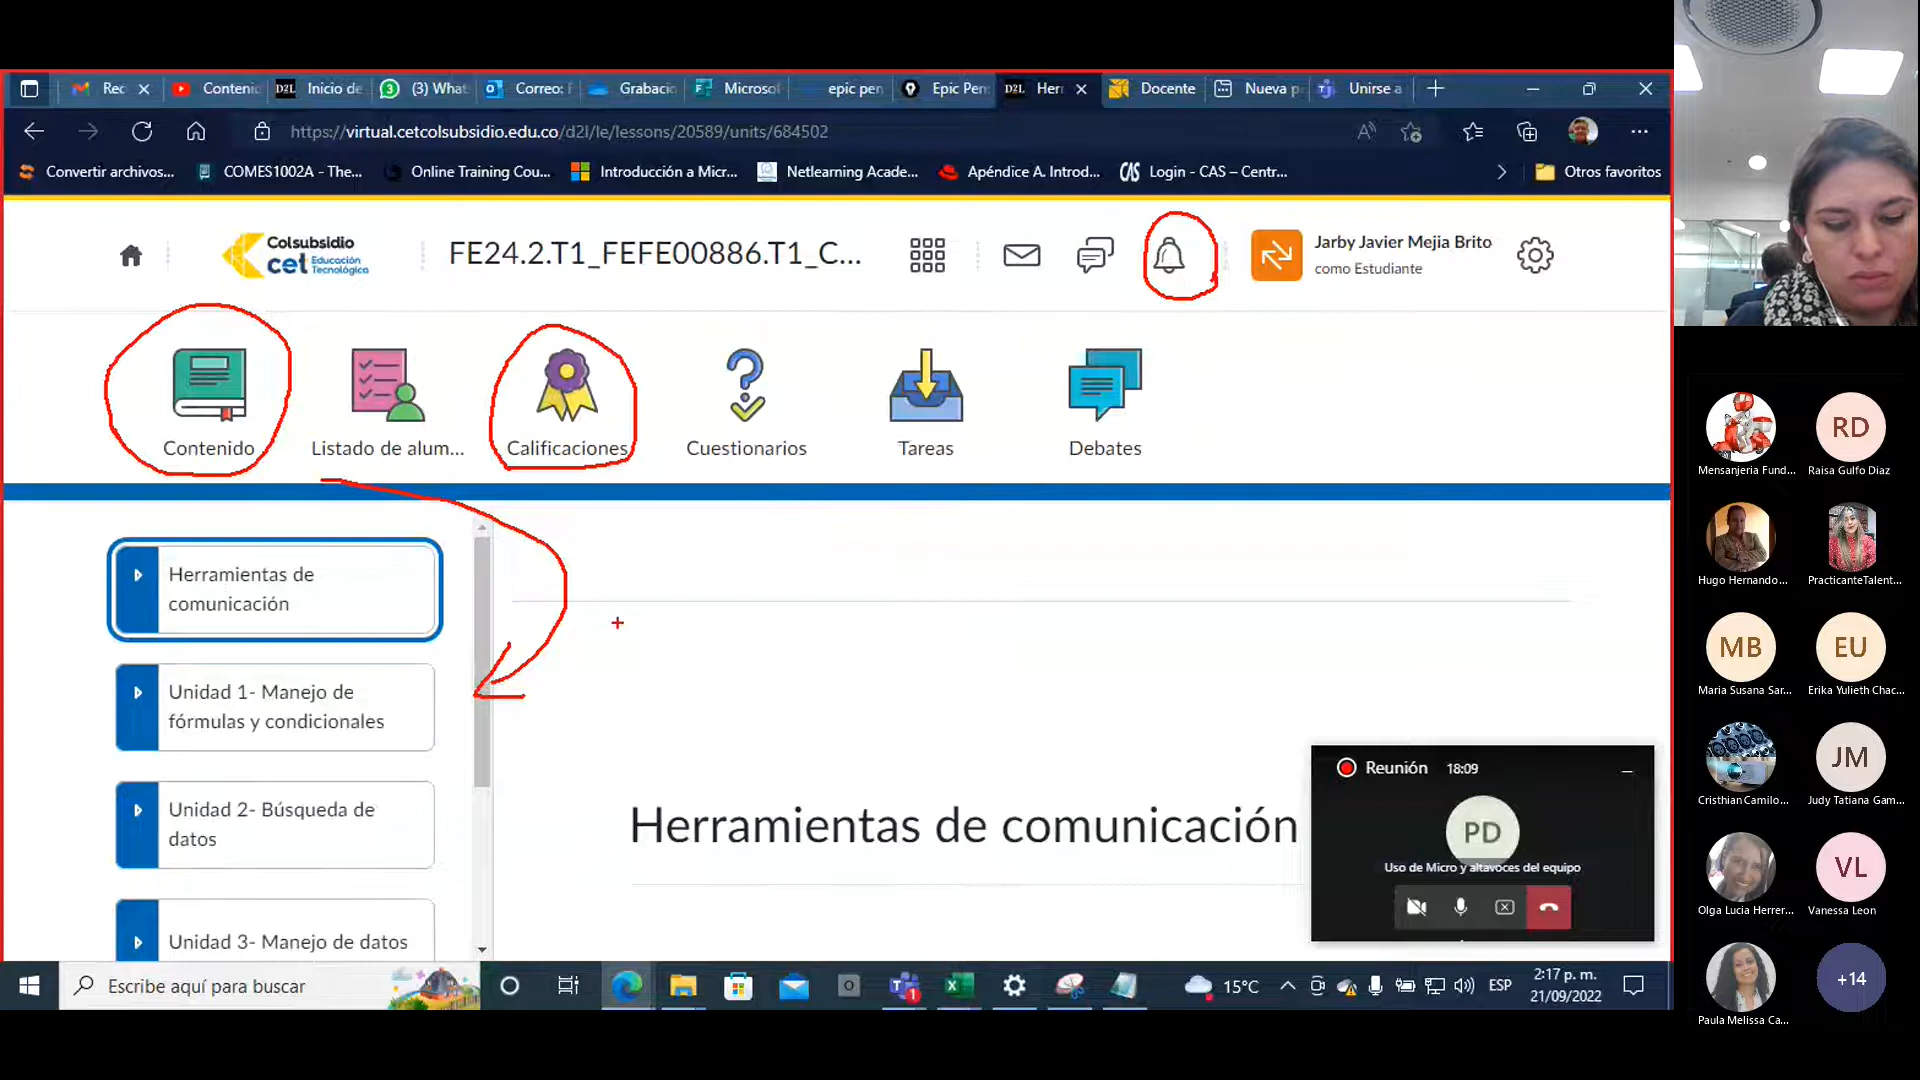 Rec
Conteni
D2L Inicio de
(3) What
Correo: F
Grabació
Microsof
epic pen
Epic Pen
D2L Her
Docente
Nueva p
Unirse a
https://virtual.cetcolsubsidio.edu.co/d2l/le/lessons/20589/units/684502
Convertir archivos...
COMES1002A - The...
Online Training Cou...
Introducción a Micr...
Netlearning Acade...
Apéndice A. Introd...
CAS Login - CAS – Centr...
Otros favoritos
Colsubsidio
cet Educación
Tecnológica
FE24.2.T1_FEFE00886.T1_C...
Jarby Javier Mejia Brito
como Estudiante
Contenido
Listado de alum...
Calificaciones
Cuestionarios
Tareas
Debates
Herramientas de
comunicación
Unidad 1- Manejo de
fórmulas y condicionales
Unidad 2- Búsqueda de
datos
Unidad 3- Manejo de datos
Herramientas de comunicación
Reunión 18:09
PD
Uso de Micro y altavoces del equipo
Escribe aquí para buscar
15°C
ESP
2:17 p. m.
21/09/2022
Mensanjeria Fund...
RD
Raisa Gulfo Diaz
Hugo Hernando...
PracticanteTalent...
MB
Maria Susana Sar...
EU
Erika Yulieth Chac...
Cristhian Camilo...
JM
Judy Tatiana Gam...
Olga Lucia Herrer...
VL
Vanessa Leon
Paula Melissa Ca...
+14